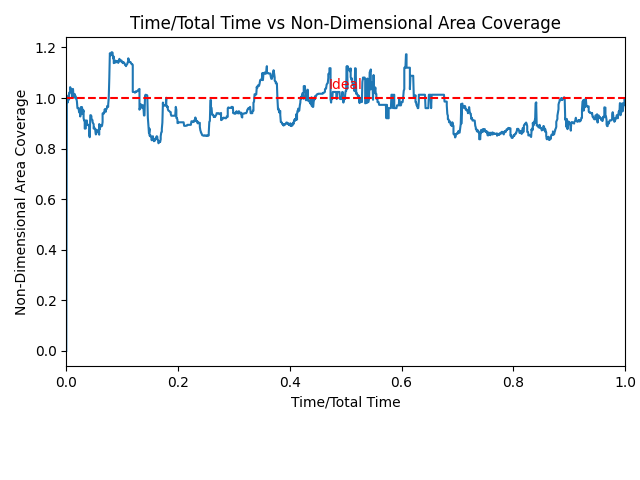 Time/Total Time vs Non-Dimensional Area Coverage
Non-Dimensional Area Coverage
1.2
1.0
0.8
0.6
0.4
0.2
0.0
Ideal
0.0 0.2 0.4 0.6 0.8 1.0
Time/Total Time